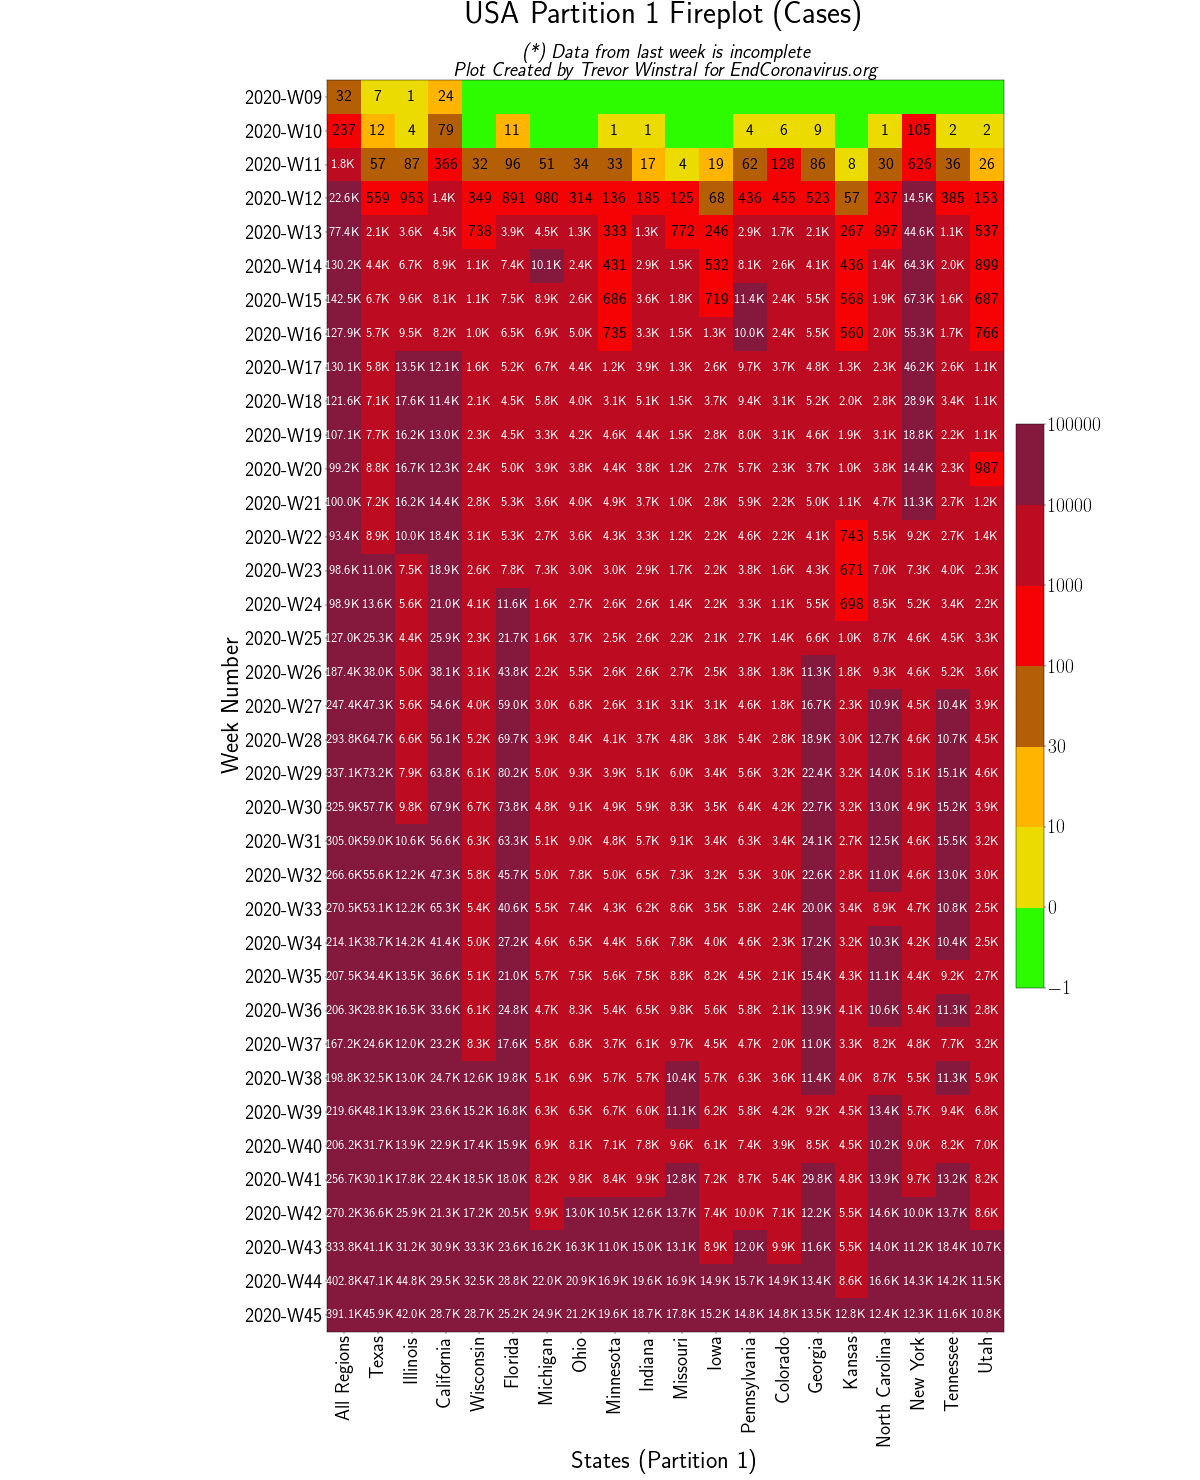 USA Partition 1 Fireplot (Cases)
(*) Data from last week is incomplete
Plot Created by Trevor Winstral for EndCoronavirus.org
2020-W09 32 7 1 24
2020-W10 237 12 4 79 11 1 1 4 6 9 1 105 2 2
2020-W11 1.8K 57 87 366 32 96 51 34 33 17 4 19 62 128 86 8 30 626 36 26
2020-W12 22.6K 559 953 1.4K 349 891 980 314 136 185 125 68 436 455 523 57 237 14.5K 385 153
2020-W13 77.4K 2.1K 3.6K 4.5K 738 3.9K 4.5K 1.3K 333 1.3K 772 246 2.9K 1.7K 2.1K 267 897 44.6K 1.1K 537
2020-W14 130.2K 4.4K 6.7K 8.9K 1.1K 7.4K 10.1K 2.4K 431 2.9K 1.5K 532 8.1K 2.6K 4.1K 436 1.4K 64.3K 2.0K 899
2020-W15 142.5K 6.7K 9.6K 8.1K 1.1K 7.5K 8.9K 2.6K 686 3.6K 1.8K 719 11.4K 2.4K 5.5K 568 1.9K 67.3K 1.6K 687
2020-W16 127.9K 5.7K 9.5K 8.2K 1.0K 6.5K 6.9K 5.0K 735 3.3K 1.5K 1.3K 10.0K 2.4K 5.5K 560 2.0K 55.3K 1.7K 766
2020-W17 130.1K 5.8K 13.5K 12.1K 1.6K 5.2K 6.7K 4.4K 1.2K 3.9K 1.3K 2.6K 9.7K 3.7K 4.8K 1.3K 2.3K 46.2K 2.6K 1.1K
2020-W18 121.6K 7.1K 17.6K 11.4K 2.1K 4.5K 5.8K 4.0K 3.1K 5.1K 1.5K 3.7K 9.4K 3.1K 5.2K 2.0K 2.8K 28.9K 3.4K 1.1K
2020-W19 107.1K 7.7K 16.2K 13.0K 2.3K 4.5K 3.3K 4.2K 4.6K 4.4K 1.5K 2.8K 8.0K 3.1K 4.6K 1.9K 3.1K 18.8K 2.2K 1.1K
2020-W20 99.2K 8.8K 16.7K 12.3K 2.4K 5.0K 3.9K 3.8K 4.4K 3.8K 1.2K 2.7K 5.7K 2.3K 3.7K 1.0K 3.8K 14.4K 2.3K 987
2020-W21 100.0K 7.2K 16.2K 14.4K 2.8K 5.3K 3.6K 4.0K 4.9K 3.7K 1.0K 2.8K 5.9K 2.2K 5.0K 1.1K 4.7K 11.3K 2.7K 1.2K
2020-W22 93.4K 8.9K 10.0K 18.4K 3.1K 5.3K 2.7K 3.6K 4.3K 3.3K 1.2K 2.2K 4.6K 2.2K 4.1K 743 5.5K 9.2K 2.7K 1.4K
2020-W23 98.6K 11.0K 7.5K 18.9K 2.6K 7.8K 7.3K 3.0K 3.0K 2.9K 1.7K 2.2K 3.8K 1.6K 4.3K 671 7.0K 7.3K 4.0K 2.3K
2020-W24 98.9K 13.6K 5.6K 21.0K 4.1K 11.6K 1.6K 2.7K 2.6K 2.6K 1.4K 2.2K 3.3K 1.1K 5.5K 698 8.5K 5.2K 3.4K 2.2K
2020-W25 127.0K 25.3K 4.4K 25.9K 2.3K 21.7K 1.6K 3.7K 2.5K 2.6K 2.2K 2.1K 2.7K 1.4K 6.6K 1.0K 8.7K 4.6K 4.5K 3.3K
2020-W26 187.4K 38.0K 5.0K 38.1K 3.1K 43.8K 2.2K 5.5K 2.6K 2.6K 2.7K 2.5K 3.8K 1.8K 11.3K 1.8K 9.3K 4.6K 5.2K 3.6K
2020-W27 247.4K 47.3K 5.6K 54.6K 4.0K 59.0K 3.0K 6.8K 2.6K 3.1K 3.1K 3.1K 4.6K 1.8K 16.7K 2.3K 10.9K 4.5K 10.4K 3.9K
2020-W28 293.8K 64.7K 6.6K 56.1K 5.2K 69.7K 3.9K 8.4K 4.1K 3.7K 4.8K 3.8K 5.4K 2.8K 18.9K 3.0K 12.7K 4.6K 10.7K 4.5K
2020-W29 337.1K 73.2K 7.9K 63.8K 6.1K 80.2K 5.0K 9.3K 3.9K 5.1K 6.0K 3.4K 5.6K 3.2K 22.4K 3.2K 14.0K 5.1K 15.1K 4.6K
2020-W30 325.9K 57.7K 9.8K 67.9K 6.7K 73.8K 4.8K 9.1K 4.9K 5.9K 8.3K 3.5K 6.4K 4.2K 22.7K 3.2K 13.0K 4.9K 15.2K 3.9K
2020-W31 305.0K 59.0K 10.6K 56.6K 6.3K 63.3K 5.1K 9.0K 4.8K 5.7K 9.1K 3.4K 6.3K 3.4K 24.1K 2.7K 12.5K 4.6K 15.5K 3.2K
2020-W32 266.6K 55.6K 12.2K 47.3K 5.8K 45.7K 5.0K 7.8K 5.0K 6.5K 7.3K 3.2K 5.3K 3.0K 22.6K 2.8K 11.0K 4.6K 13.0K 3.0K
2020-W33 270.5K 53.1K 12.2K 65.3K 5.4K 40.6K 5.5K 7.4K 4.3K 6.2K 8.6K 3.5K 5.8K 2.4K 20.0K 3.4K 8.9K 4.7K 10.8K 2.5K
2020-W34 214.1K 38.7K 14.2K 41.4K 5.0K 27.2K 4.6K 6.5K 4.4K 5.6K 7.8K 4.0K 4.6K 2.3K 17.2K 3.2K 10.3K 4.2K 10.4K 2.5K
2020-W35 207.5K 34.4K 13.5K 36.6K 5.1K 21.0K 5.7K 7.5K 5.6K 7.5K 8.8K 8.2K 4.5K 2.1K 15.4K 4.3K 11.1K 4.4K 9.2K 2.7K
2020-W36 206.3K 28.8K 16.5K 33.6K 6.1K 24.8K 4.7K 8.3K 5.4K 6.5K 9.8K 5.6K 5.8K 2.1K 13.9K 4.1K 10.6K 5.4K 11.3K 2.8K
2020-W37 167.2K 24.6K 12.0K 23.2K 8.3K 17.6K 5.8K 6.8K 3.7K 6.1K 9.7K 4.5K 4.7K 2.0K 11.0K 3.3K 8.2K 4.8K 7.7K 3.2K
2020-W38 198.8K 32.5K 13.0K 24.7K 12.6K 19.8K 5.1K 6.9K 5.7K 5.7K 10.4K 5.7K 6.3K 3.6K 11.4K 4.0K 8.7K 5.5K 11.3K 5.9K
2020-W39 219.6K 48.1K 13.9K 23.6K 15.2K 16.8K 6.3K 6.5K 6.7K 6.0K 11.1K 6.2K 5.8K 4.2K 9.2K 4.5K 13.4K 5.7K 9.4K 6.8K
2020-W40 206.2K 31.7K 13.9K 22.9K 17.4K 15.9K 6.9K 8.1K 7.1K 7.8K 9.6K 6.1K 7.4K 3.9K 8.5K 4.5K 10.2K 9.0K 8.2K 7.0K
2020-W41 256.7K 30.1K 17.8K 22.4K 18.5K 18.0K 8.2K 9.8K 8.4K 9.9K 12.8K 7.2K 8.7K 5.4K 29.8K 4.8K 13.9K 9.7K 13.2K 8.2K
2020-W42 270.2K 36.6K 25.9K 21.3K 17.2K 20.5K 9.9K 13.0K 10.5K 12.6K 13.7K 7.4K 10.0K 7.1K 12.2K 5.5K 14.6K 10.0K 13.7K 8.6K
2020-W43 333.8K 41.1K 31.2K 30.9K 33.3K 23.6K 16.2K 16.3K 11.0K 15.0K 13.1K 8.9K 12.0K 9.9K 11.6K 5.5K 14.0K 11.2K 18.4K 10.7K
2020-W44 402.8K 47.1K 44.8K 29.5K 32.5K 28.8K 22.0K 20.9K 16.9K 19.6K 16.9K 14.9K 15.7K 14.9K 13.4K 8.6K 16.6K 14.3K 14.2K 11.5K
2020-W45 391.1K 45.9K 42.0K 28.7K 28.7K 25.2K 24.9K 21.2K 19.6K 18.7K 17.8K 15.2K 14.8K 14.8K 13.5K 12.8K 12.4K 12.3K 11.6K 10.8K
Week Number
All Regions
Texas
Illinois
California
Wisconsin
Florida
Michigan
Ohio
Minnesota
Indiana
Missouri
Iowa
Pennsylvania
Colorado
Georgia
Kansas
North Carolina
New York
Tennessee
Utah
States (Partition 1)
100000
10000
1000
100
30
10
0
−1